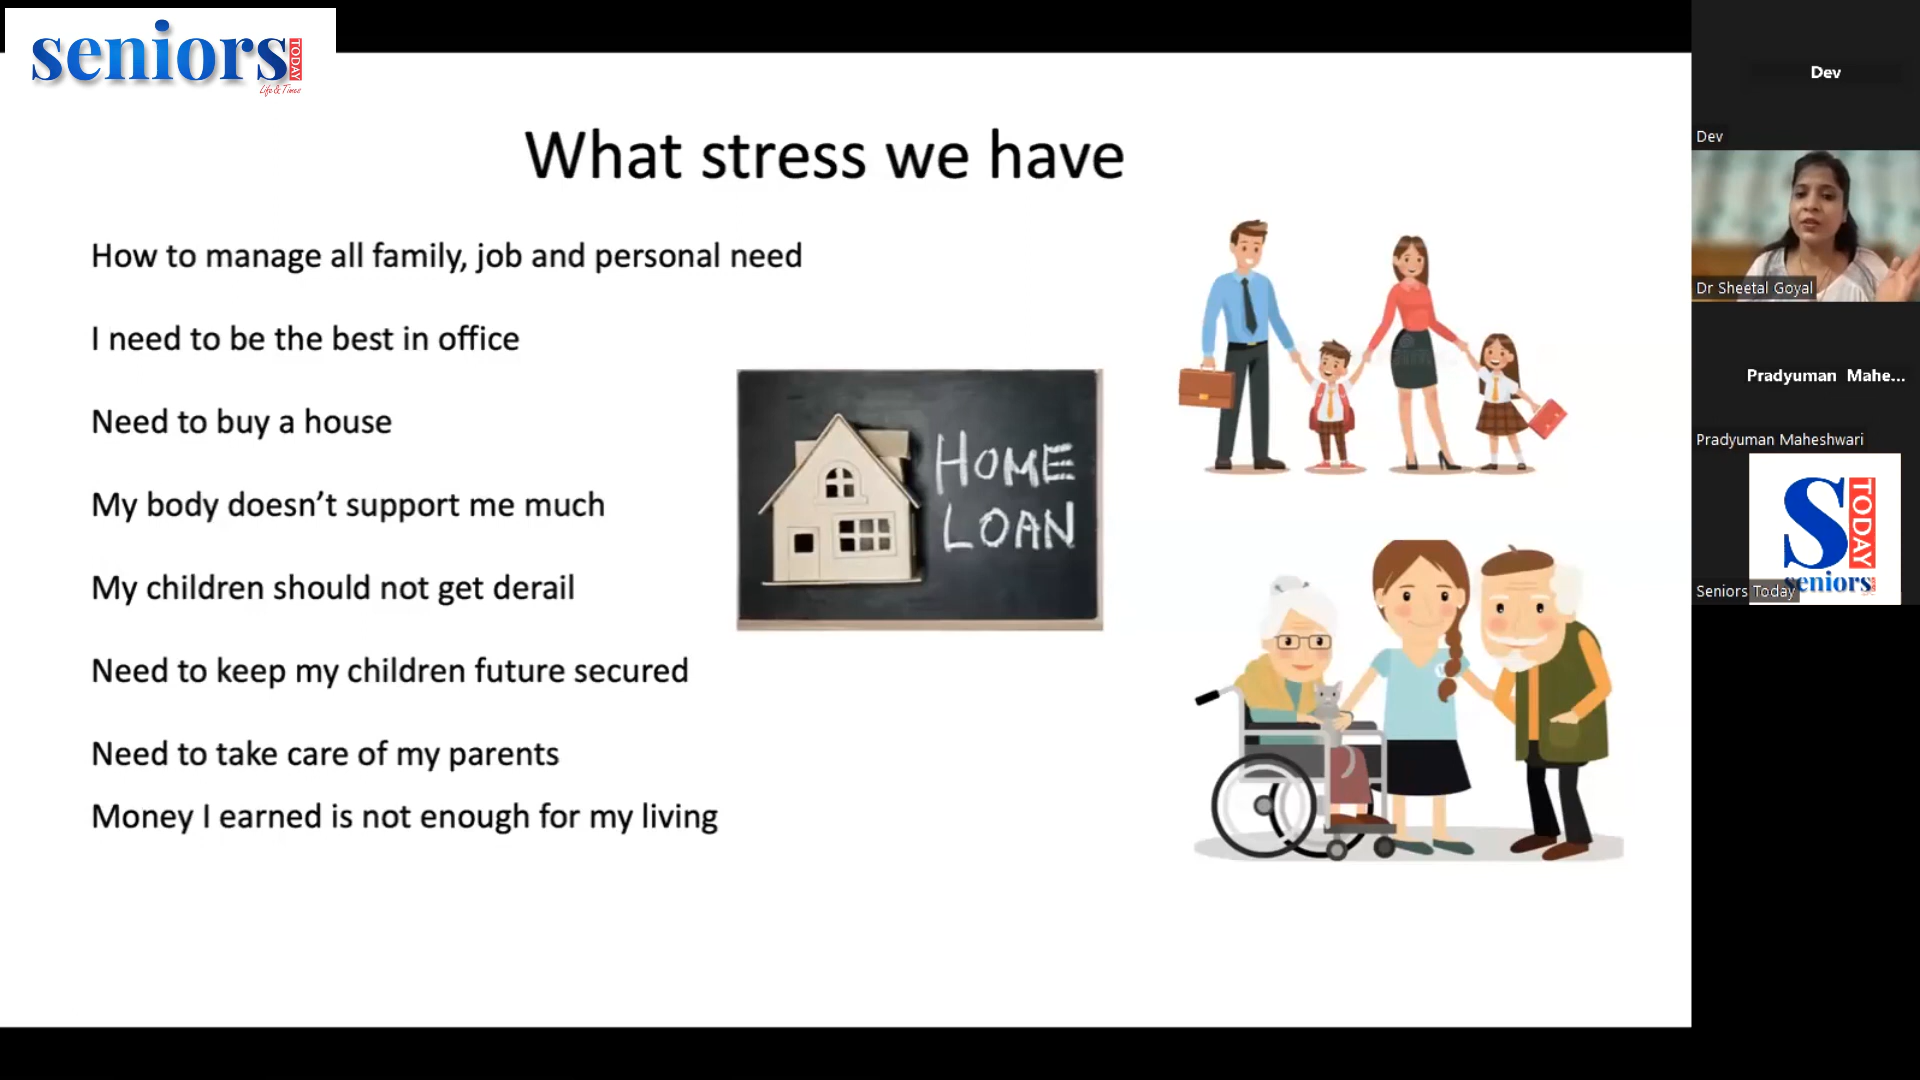 seniors
TODAY
Life & Times
What stress we have
How to manage all family, job and personal need
I need to be the best in office
Need to buy a house
My body doesn’t support me much
My children should not get derail
Need to keep my children future secured
Need to take care of my parents
Money I earned is not enough for my living
HOME
LOAN
Dev
Dev
Dr Sheetal Goyal
Pradyuman Mahe...
Pradyuman Maheshwari
S
TODAY
seniors
Seniors Today